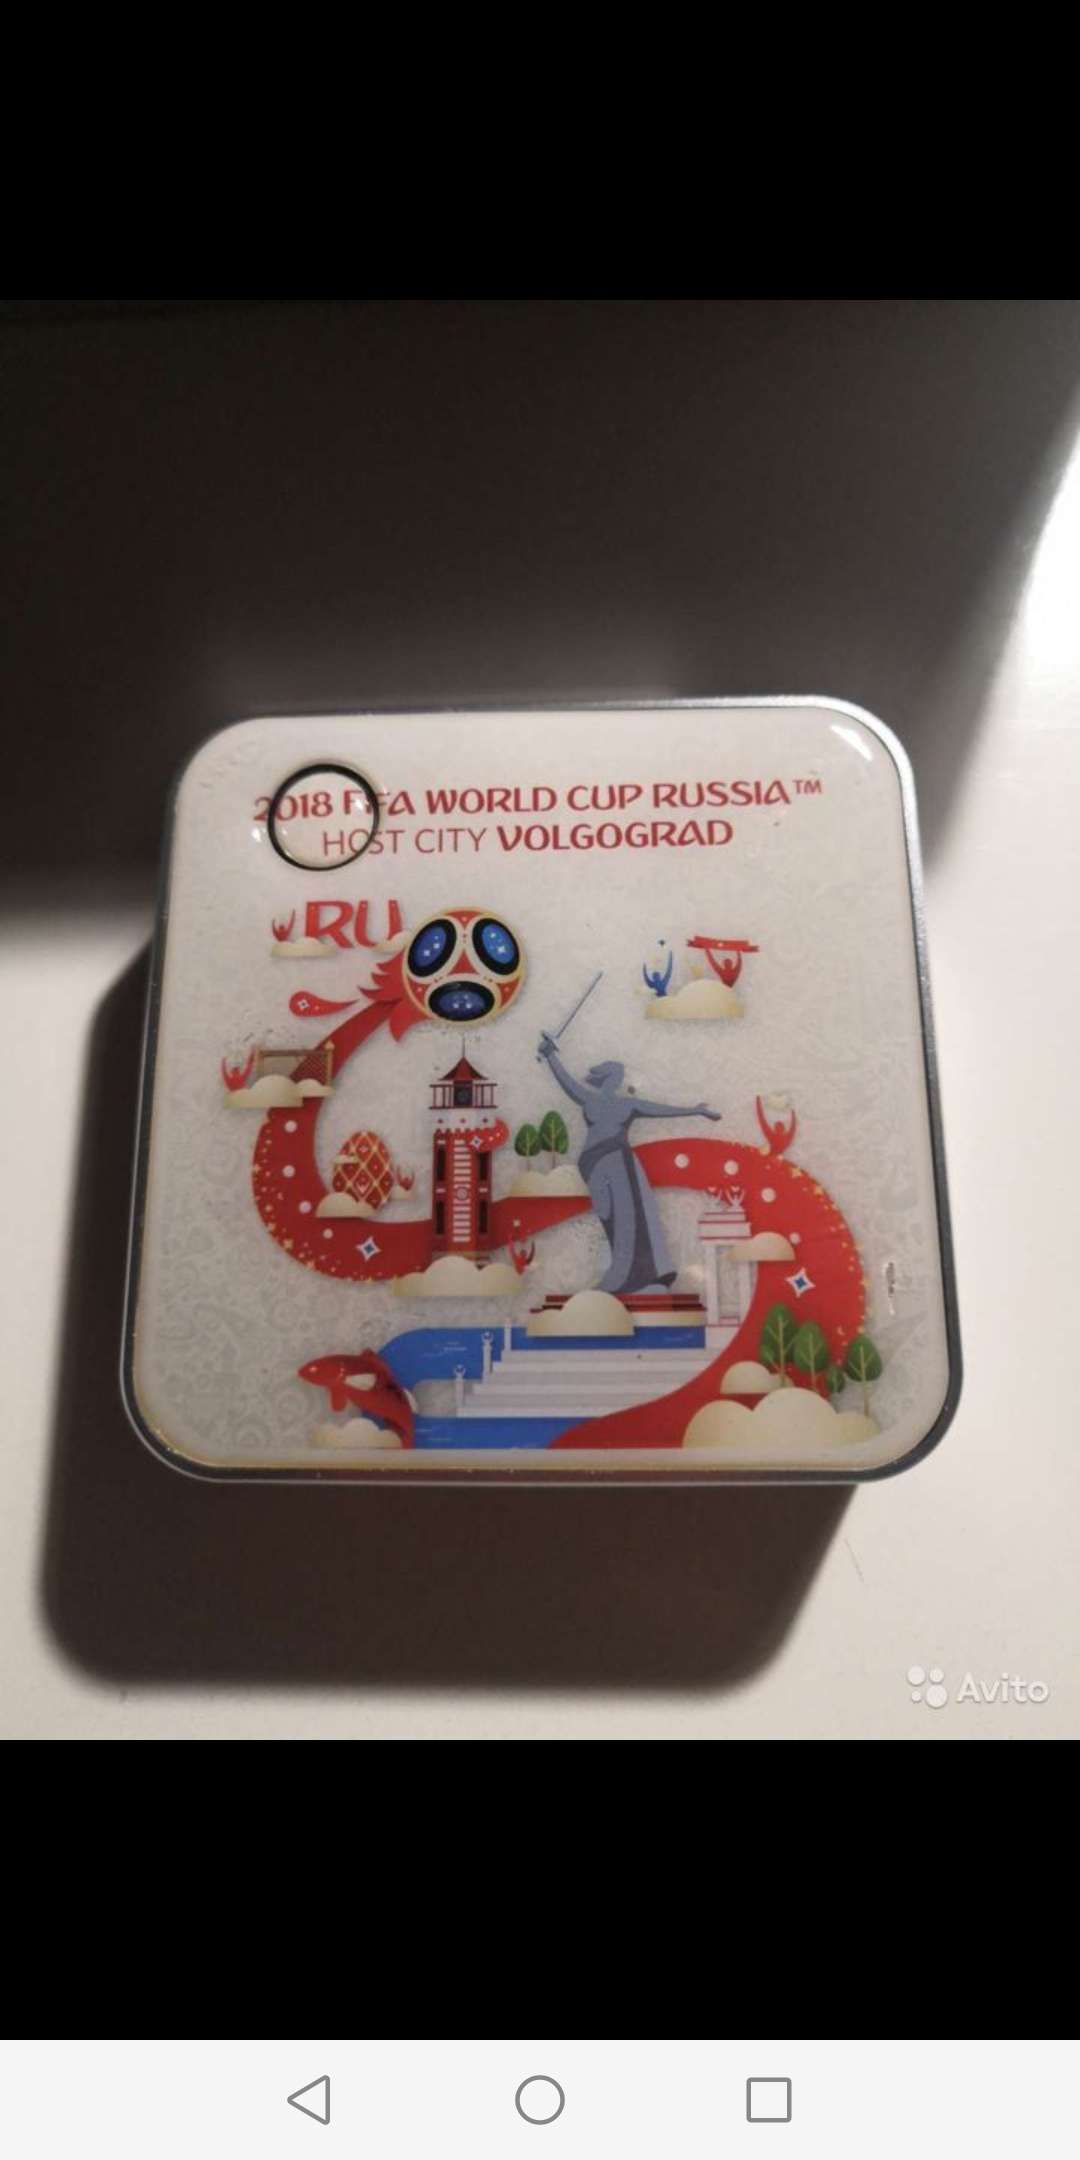 2018 FIFA WORLD CUP RUSSIA™
HOST CITY VOLGOGRAD
RU
Avito